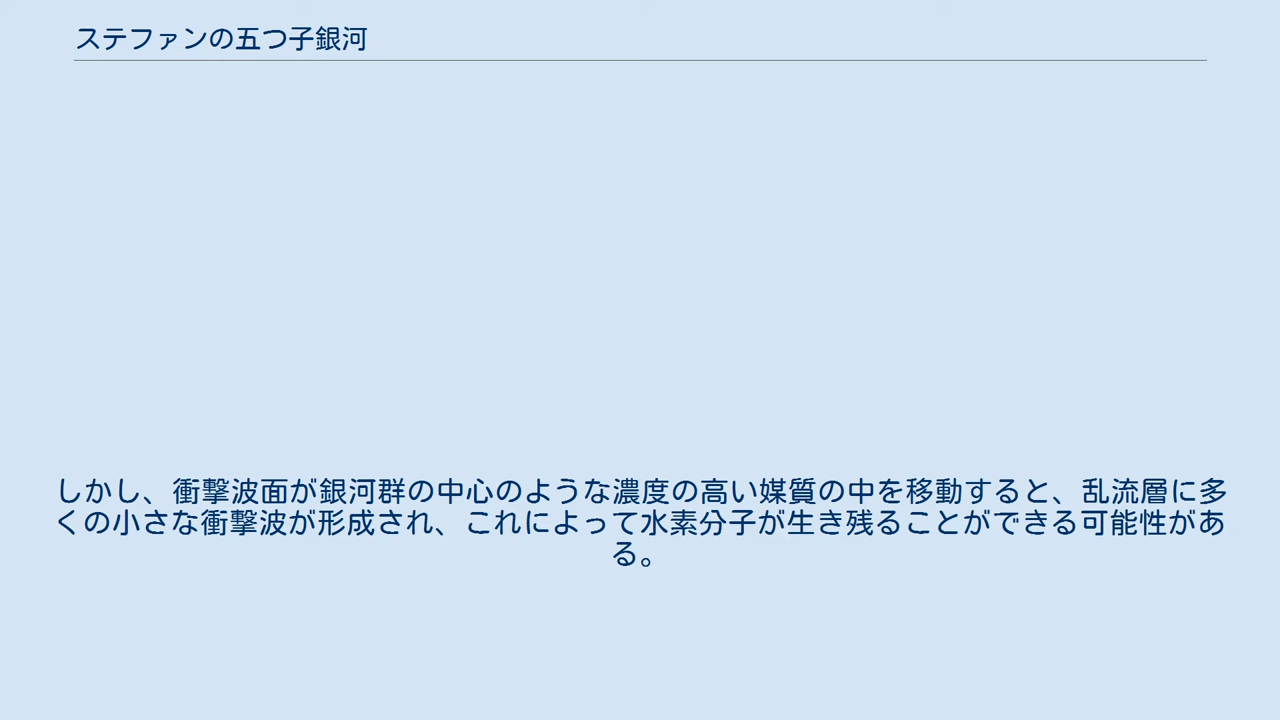 ステファンの五つ子銀河
しかし、衝撃波面が銀河群の中心のような濃度の高い媒質の中を移動すると、乱流層に多
くの小さな衝撃波が形成され、これによって水素分子が生き残ることができる可能性があ
る。